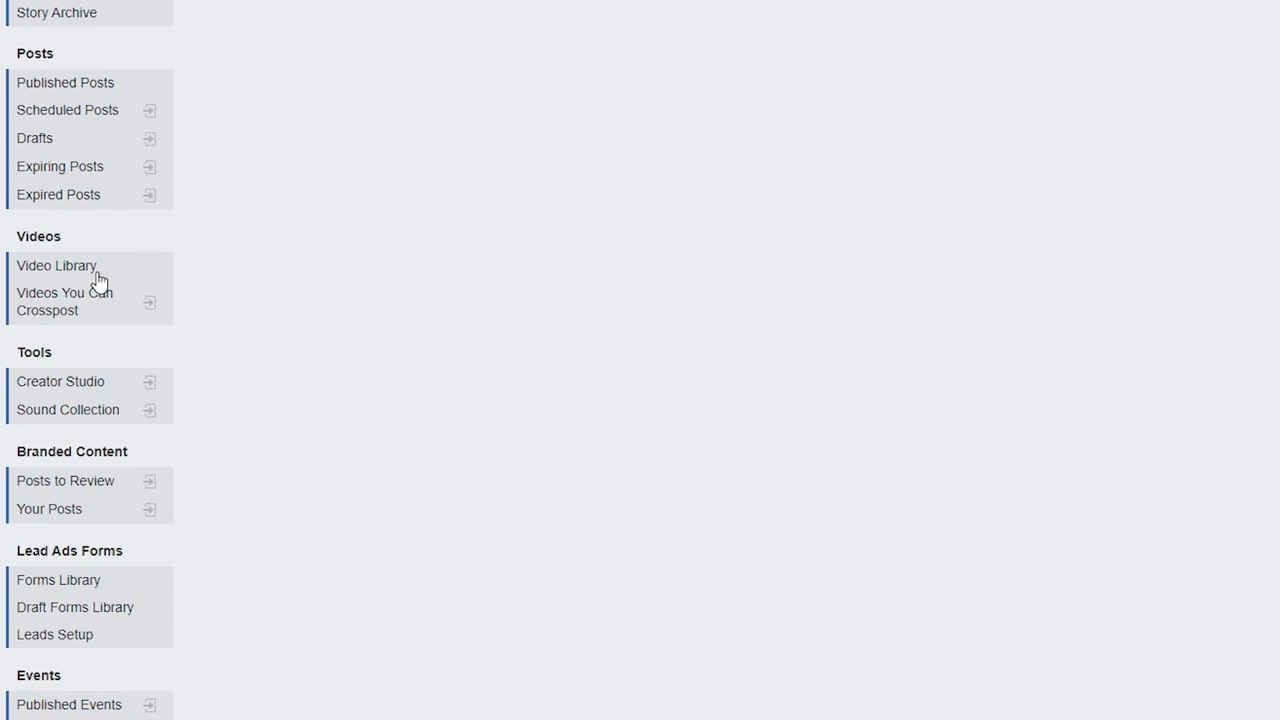 Story Archive
Posts
Published Posts
Scheduled Posts
Drafts
Expiring Posts
Expired Posts
Videos
Video Library
Videos You Can
Crosspost
Tools
Creator Studio
Sound Collection
Branded Content
Posts to Review
Your Posts
Lead Ads Forms
Forms Library
Draft Forms Library
Leads Setup
Events
Published Events